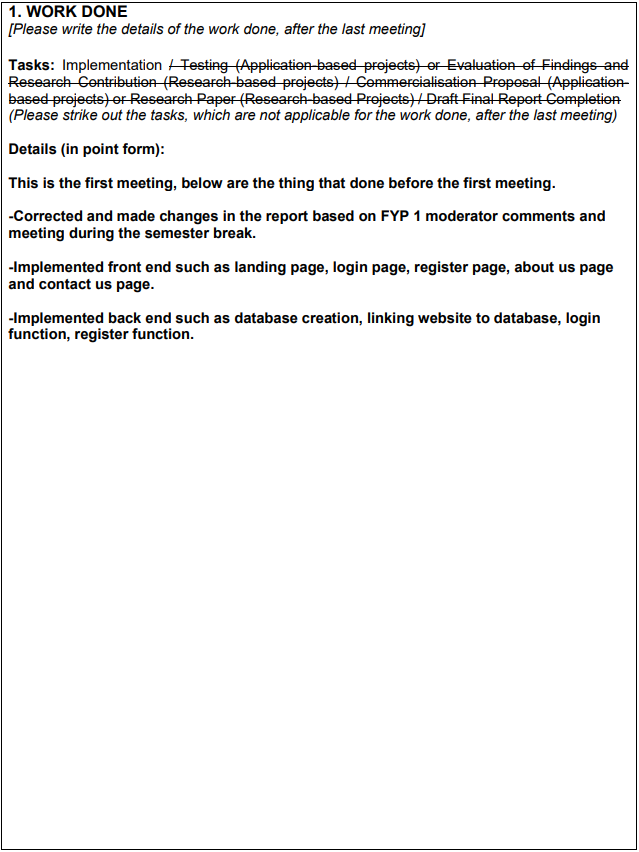 1. WORK DONE
[Please write the details of the work done, after the last meeting]
Tasks: Implementation / Testing (Application-based projects) or Evaluation of Findings and
Research Contribution (Research-based projects) / Commercialisation Proposal (Application-
based projects) or Research Paper (Research-based Projects) / Draft Final Report Completion
(Please strike out the tasks, which are not applicable for the work done, after the last meeting)
Details (in point form):
This is the first meeting, below are the thing that done before the first meeting.
-Corrected and made changes in the report based on FYP 1 moderator comments and
meeting during the semester break.
-Implemented front end such as landing page, login page, register page, about us page
and contact us page.
-Implemented back end such as database creation, linking website to database, login
function, register function.